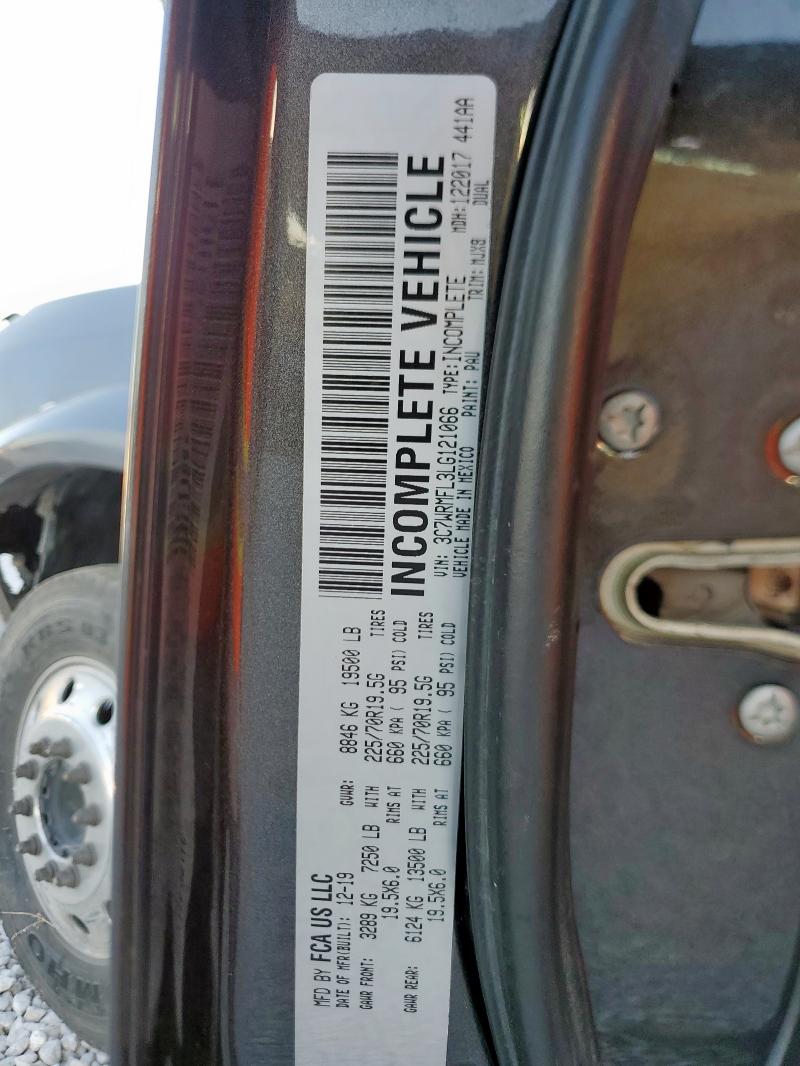 MFD BY FCA US LLC
DATE OF MFR(BUILT): 12-19 GVWR: 8846 KG 19500 LB
GAWR FRONT: 3289 KG 7250 LB WITH 225/70R19.5G TIRES
19.5X6.0 RIMS AT 660 KPA ( 95 PSI) COLD
GAWR REAR: 6124 KG 13500 LB WITH 225/70R19.5G TIRES
19.5X6.0 RIMS AT 660 KPA ( 95 PSI) COLD
INCOMPLETE VEHICLE
VIN: 3C7WRMFL3LG121066 TYPE:INCOMPLETE MDH:122017 441AA
VEHICLE MADE IN MEXICO PAINT: PAU TRIM: MJX8 DUAL